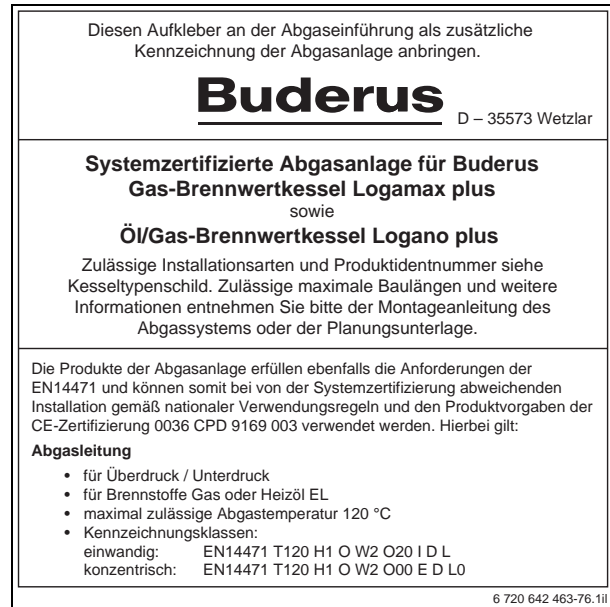 Diesen Aufkleber an der Abgaseinführung als zusätzliche
Kennzeichnung der Abgasanlage anbringen.
Buderus
D – 35573 Wetzlar
Systemzertifizierte Abgasanlage für Buderus
Gas-Brennwertkessel Logamax plus
sowie
Öl/Gas-Brennwertkessel Logano plus
Zulässige Installationsarten und Produktidentnummer siehe
Kesseltypenschild. Zulässige maximale Baulängen und weitere
Informationen entnehmen Sie bitte der Montageanleitung des
Abgassystems oder der Planungsunterlage.
Die Produkte der Abgasanlage erfüllen ebenfalls die Anforderungen der
EN14471 und können somit bei von der Systemzertifizierung abweichenden
Installation gemäß nationaler Verwendungsregeln und den Produktvorgaben der
CE-Zertifizierung 0036 CPD 9169 003 verwendet werden. Hierbei gilt:
Abgasleitung
• für Überdruck / Unterdruck
• für Brennstoffe Gas oder Heizöl EL
• maximal zulässige Abgastemperatur 120 °C
• Kennzeichnungsklassen:
einwandig: EN14471 T120 H1 O W2 O20 I D L
konzentrisch: EN14471 T120 H1 O W2 O00 E D L0
6 720 642 463-76.1il